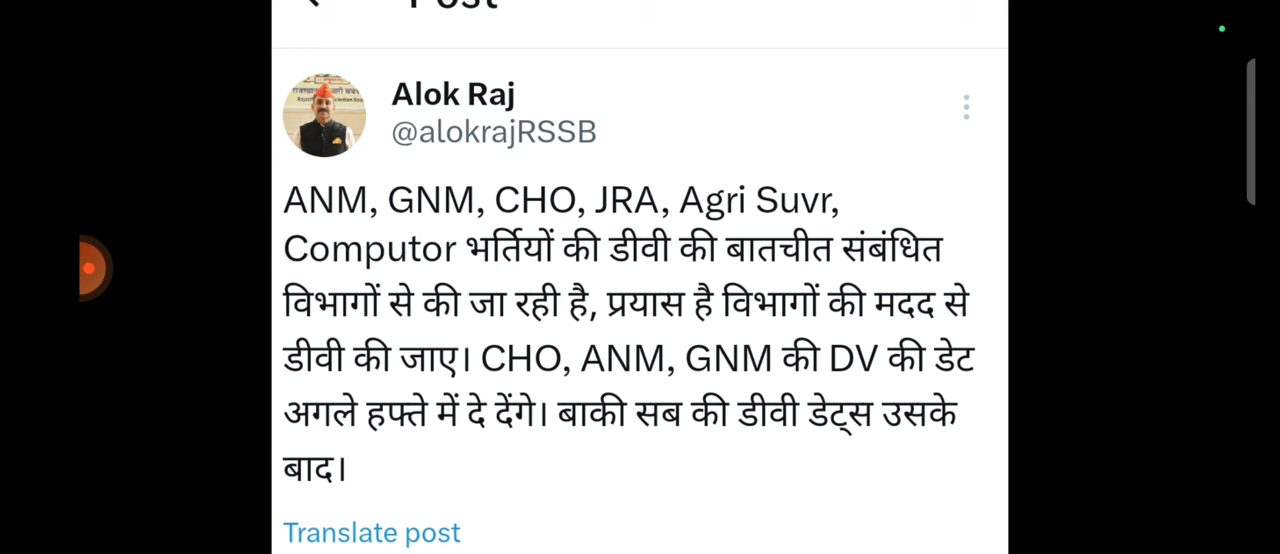 Post
Alok Raj
@alokrajRSSB
ANM, GNM, CHO, JRA, Agri Suvr,
Computor भर्तियों की डीवी की बातचीत संबंधित
विभागों से की जा रही है, प्रयास है विभागों की मदद से
डीवी की जाए। CHO, ANM, GNM की DV की डेट
अगले हफ्ते में दे देंगे। बाकी सब की डीवी डेट्स उसके
बाद।
Translate post